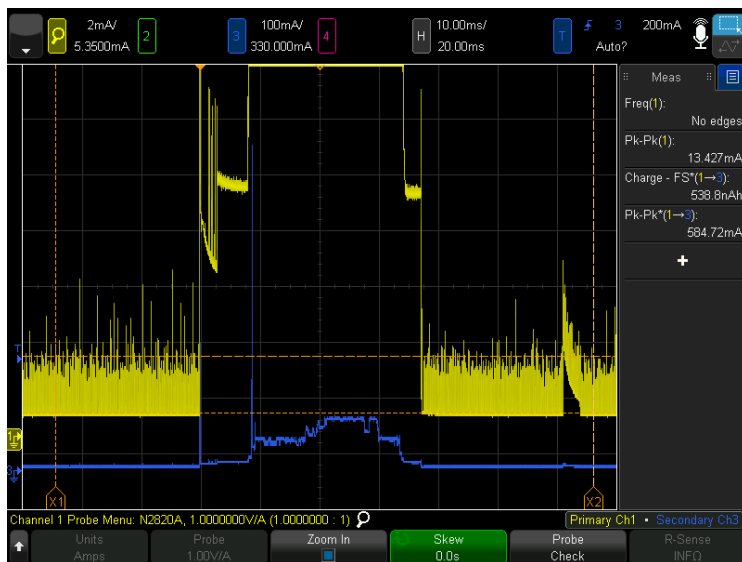 2mA/
5.3500mA
2
3
100mA/
330.000mA
4
H
10.00ms/
20.00ms
T
3
200mA
Auto?
Meas
Freq(1):
No edges
Pk-Pk(1):
13.427mA
Charge - FS*(1→3):
538.8nAh
Pk-Pk*(1→3):
584.72mA
+
T
1
3
X1
X2
Channel 1 Probe Menu: N2820A, 1.0000000V/A (1.0000000 : 1)
Primary Ch1 • Secondary Ch3
Units
Amps
Probe
1.00V/A
Zoom In
Skew
0.0s
Probe
Check
R-Sense
INFΩ